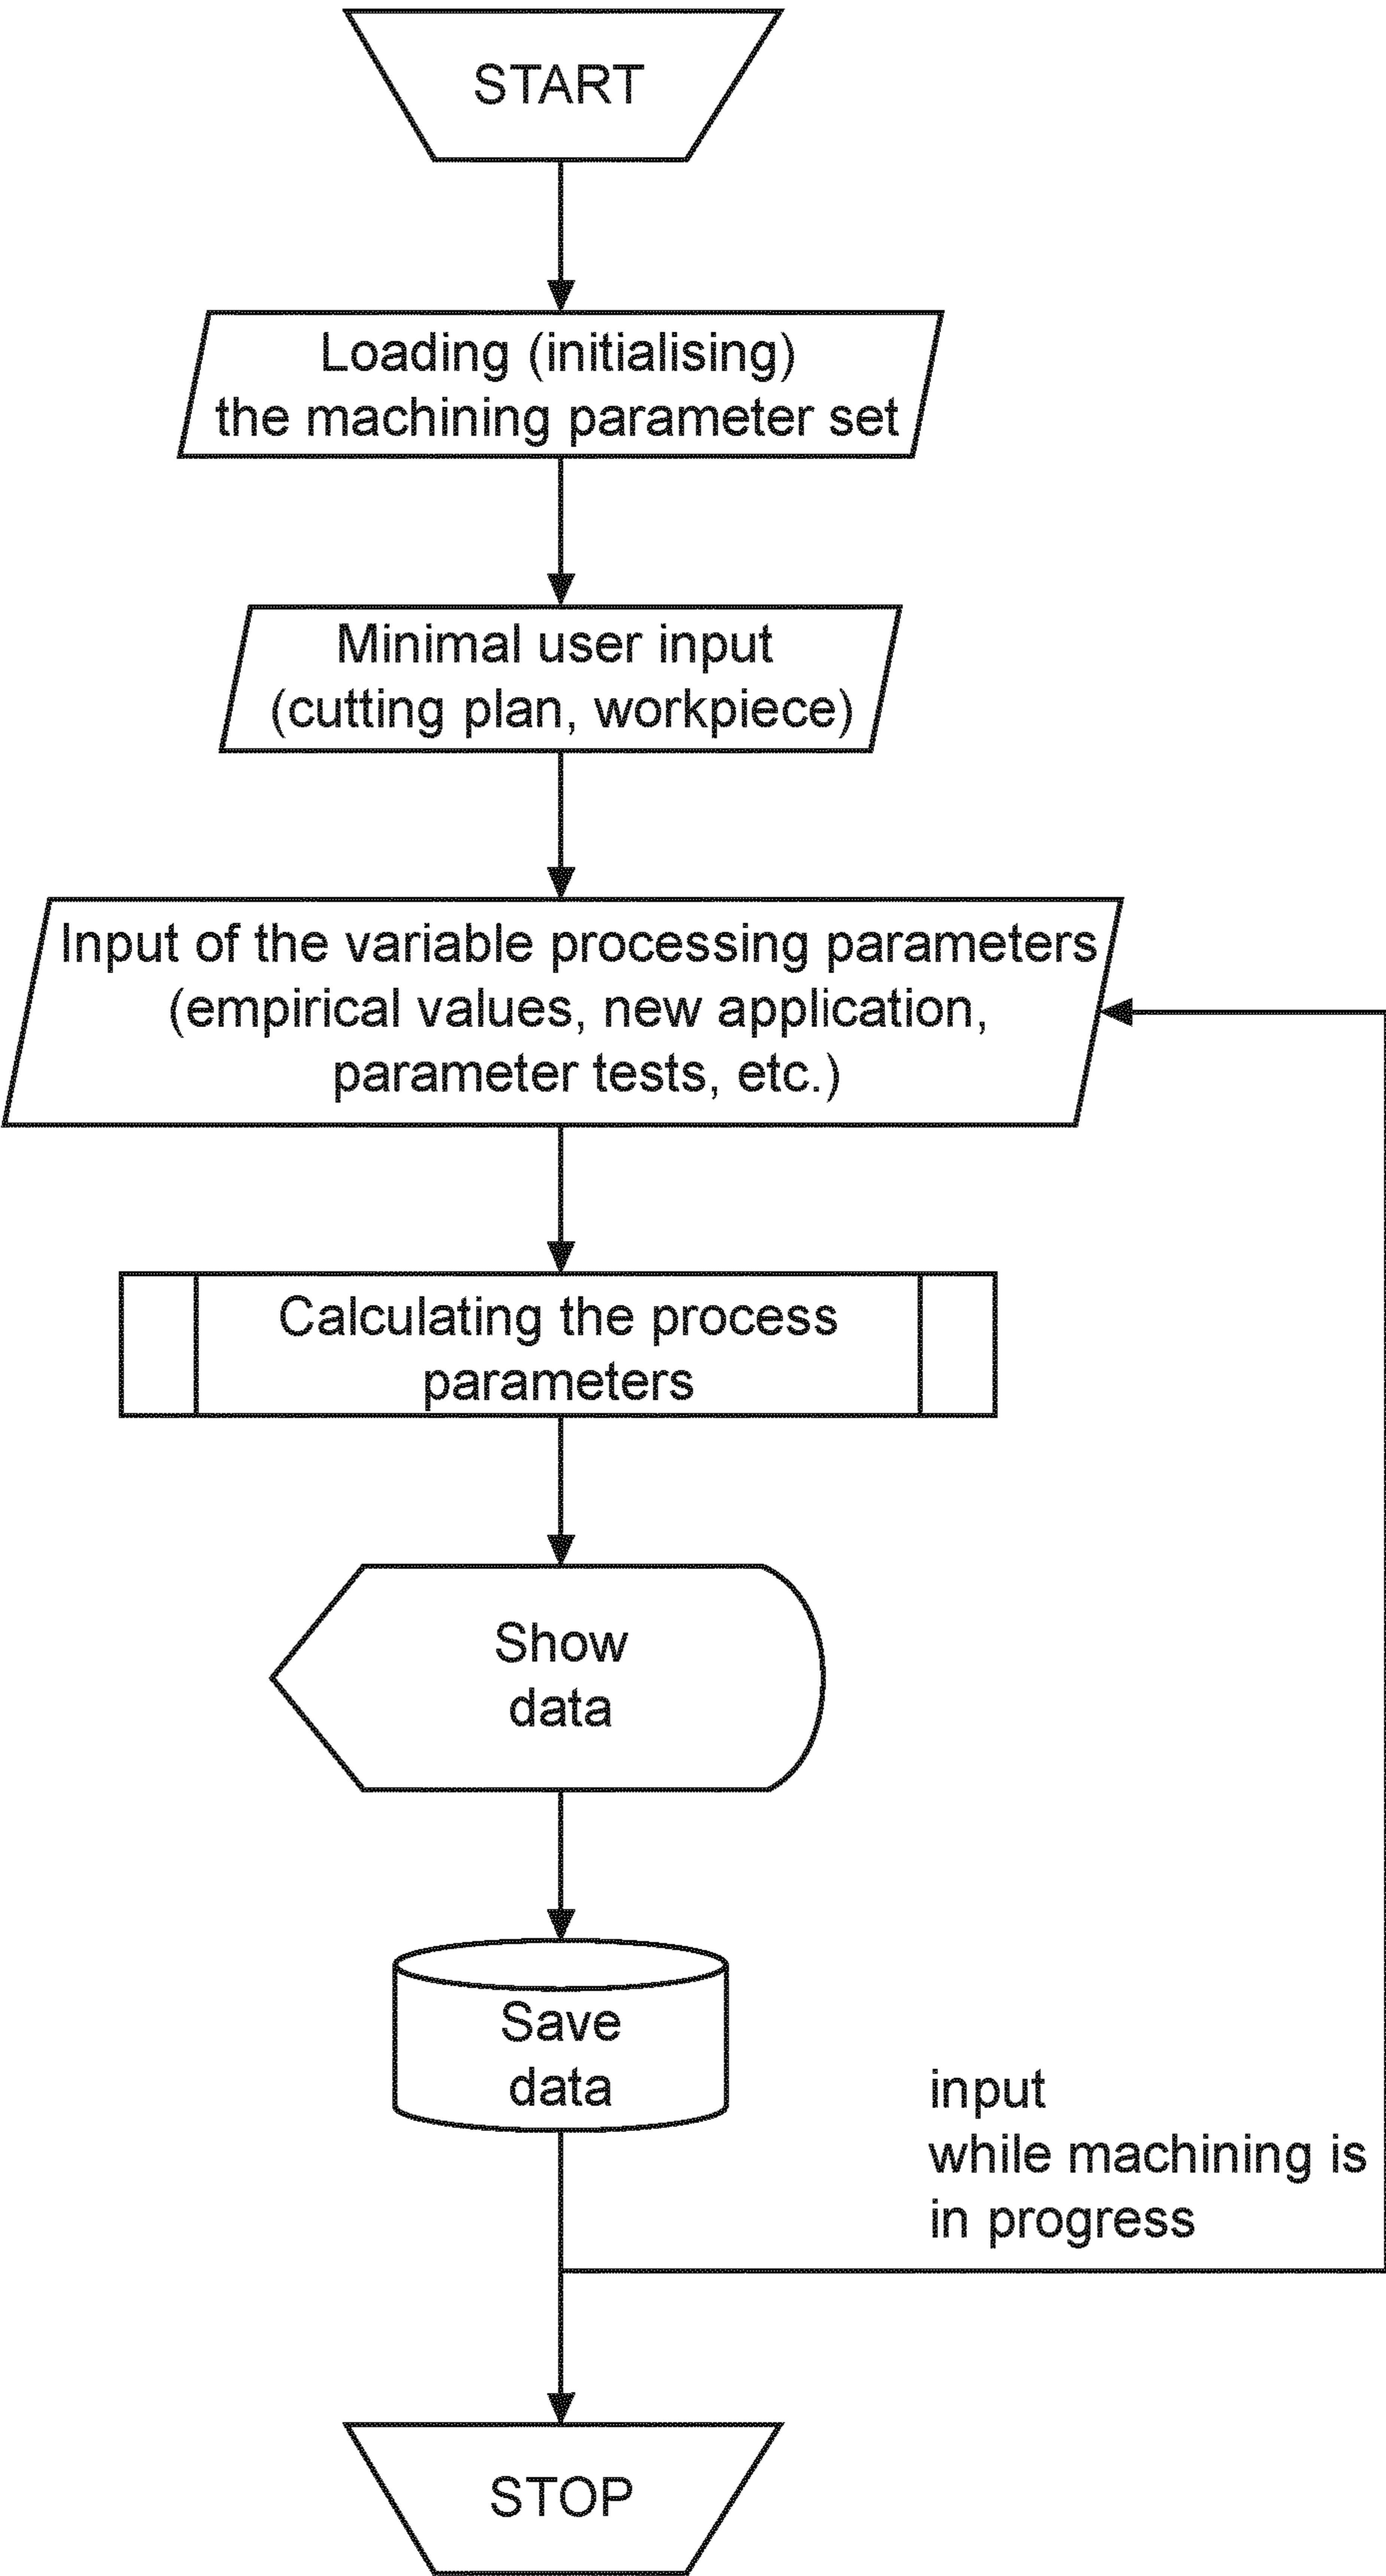 START
Loading (initialising)
the machining parameter set
Minimal user input
(cutting plan, workpiece)
Input of the variable processing parameters
(empirical values, new application,
parameter tests, etc.)
Calculating the process
parameters
Show
data
Save
data
input
while machining is
in progress
STOP